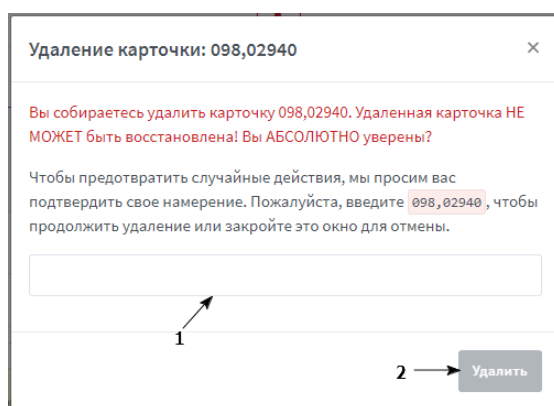 Удаление карточки: 098,02940 ×
Вы собираетесь удалить карточку 098,02940. Удаленная карточка НЕ
МОЖЕТ быть восстановлена! Вы АБСОЛЮТНО уверены?
Чтобы предотвратить случайные действия, мы просим вас
подтвердить свое намерение. Пожалуйста, введите 098,02940 , чтобы
продолжить удаление или закройте это окно для отмены.
1
2
Удалить